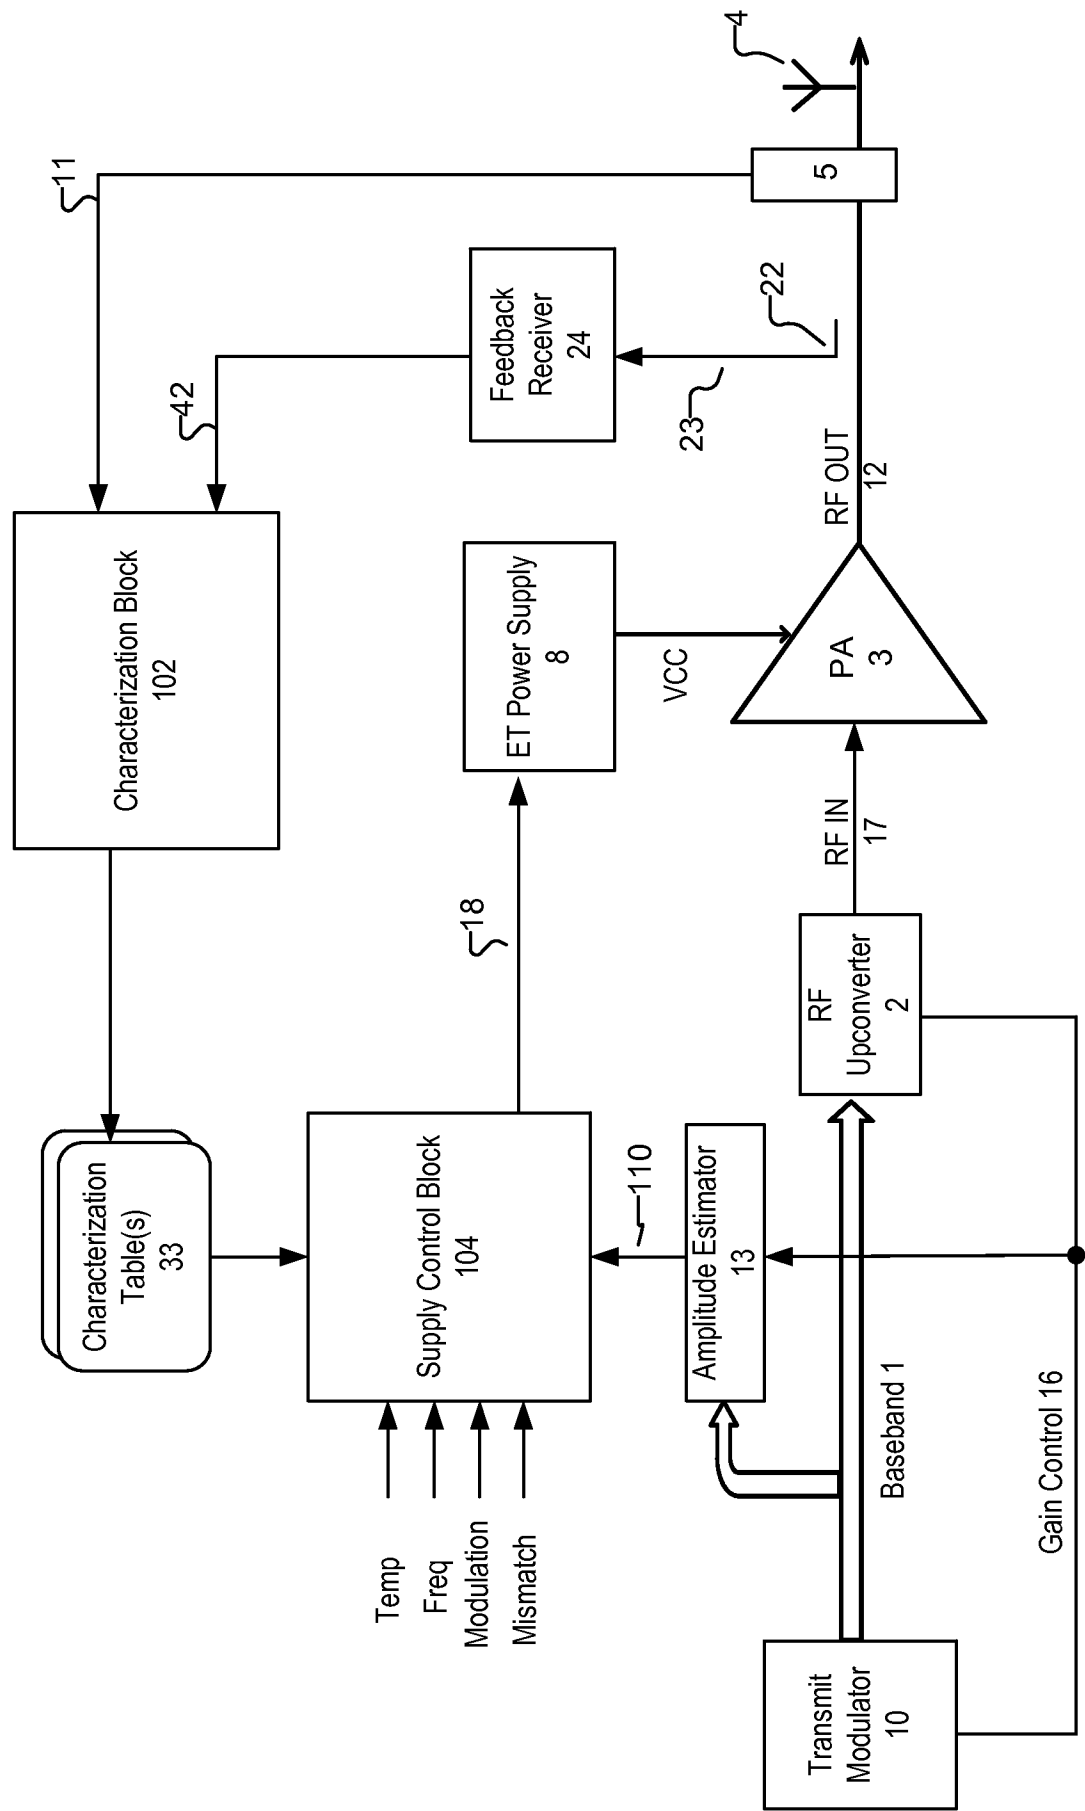 Characterization
Table(s)
33
Characterization Block
102
11
42
Temp
Freq
Modulation
Mismatch
Supply Control Block
104
18
ET Power Supply
8
Feedback
Receiver
24
110
VCC
23
22
4
Amplitude Estimator
13
Transmit
Modulator
10
Baseband 1
RF
Upconverter
2
RF IN
17
PA
3
RF OUT
12
5
Gain Control 16